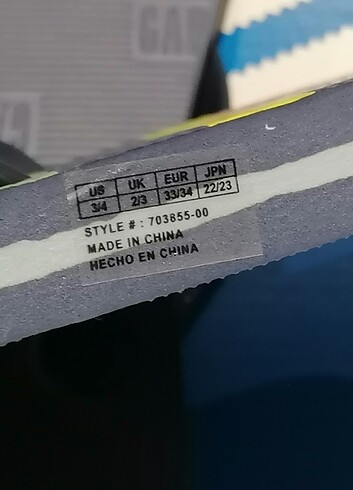 GAP
US UK EUR JPN
3/4 2/3 33/34 22/23
STYLE # : 703855-00
MADE IN CHINA
HECHO EN CHINA